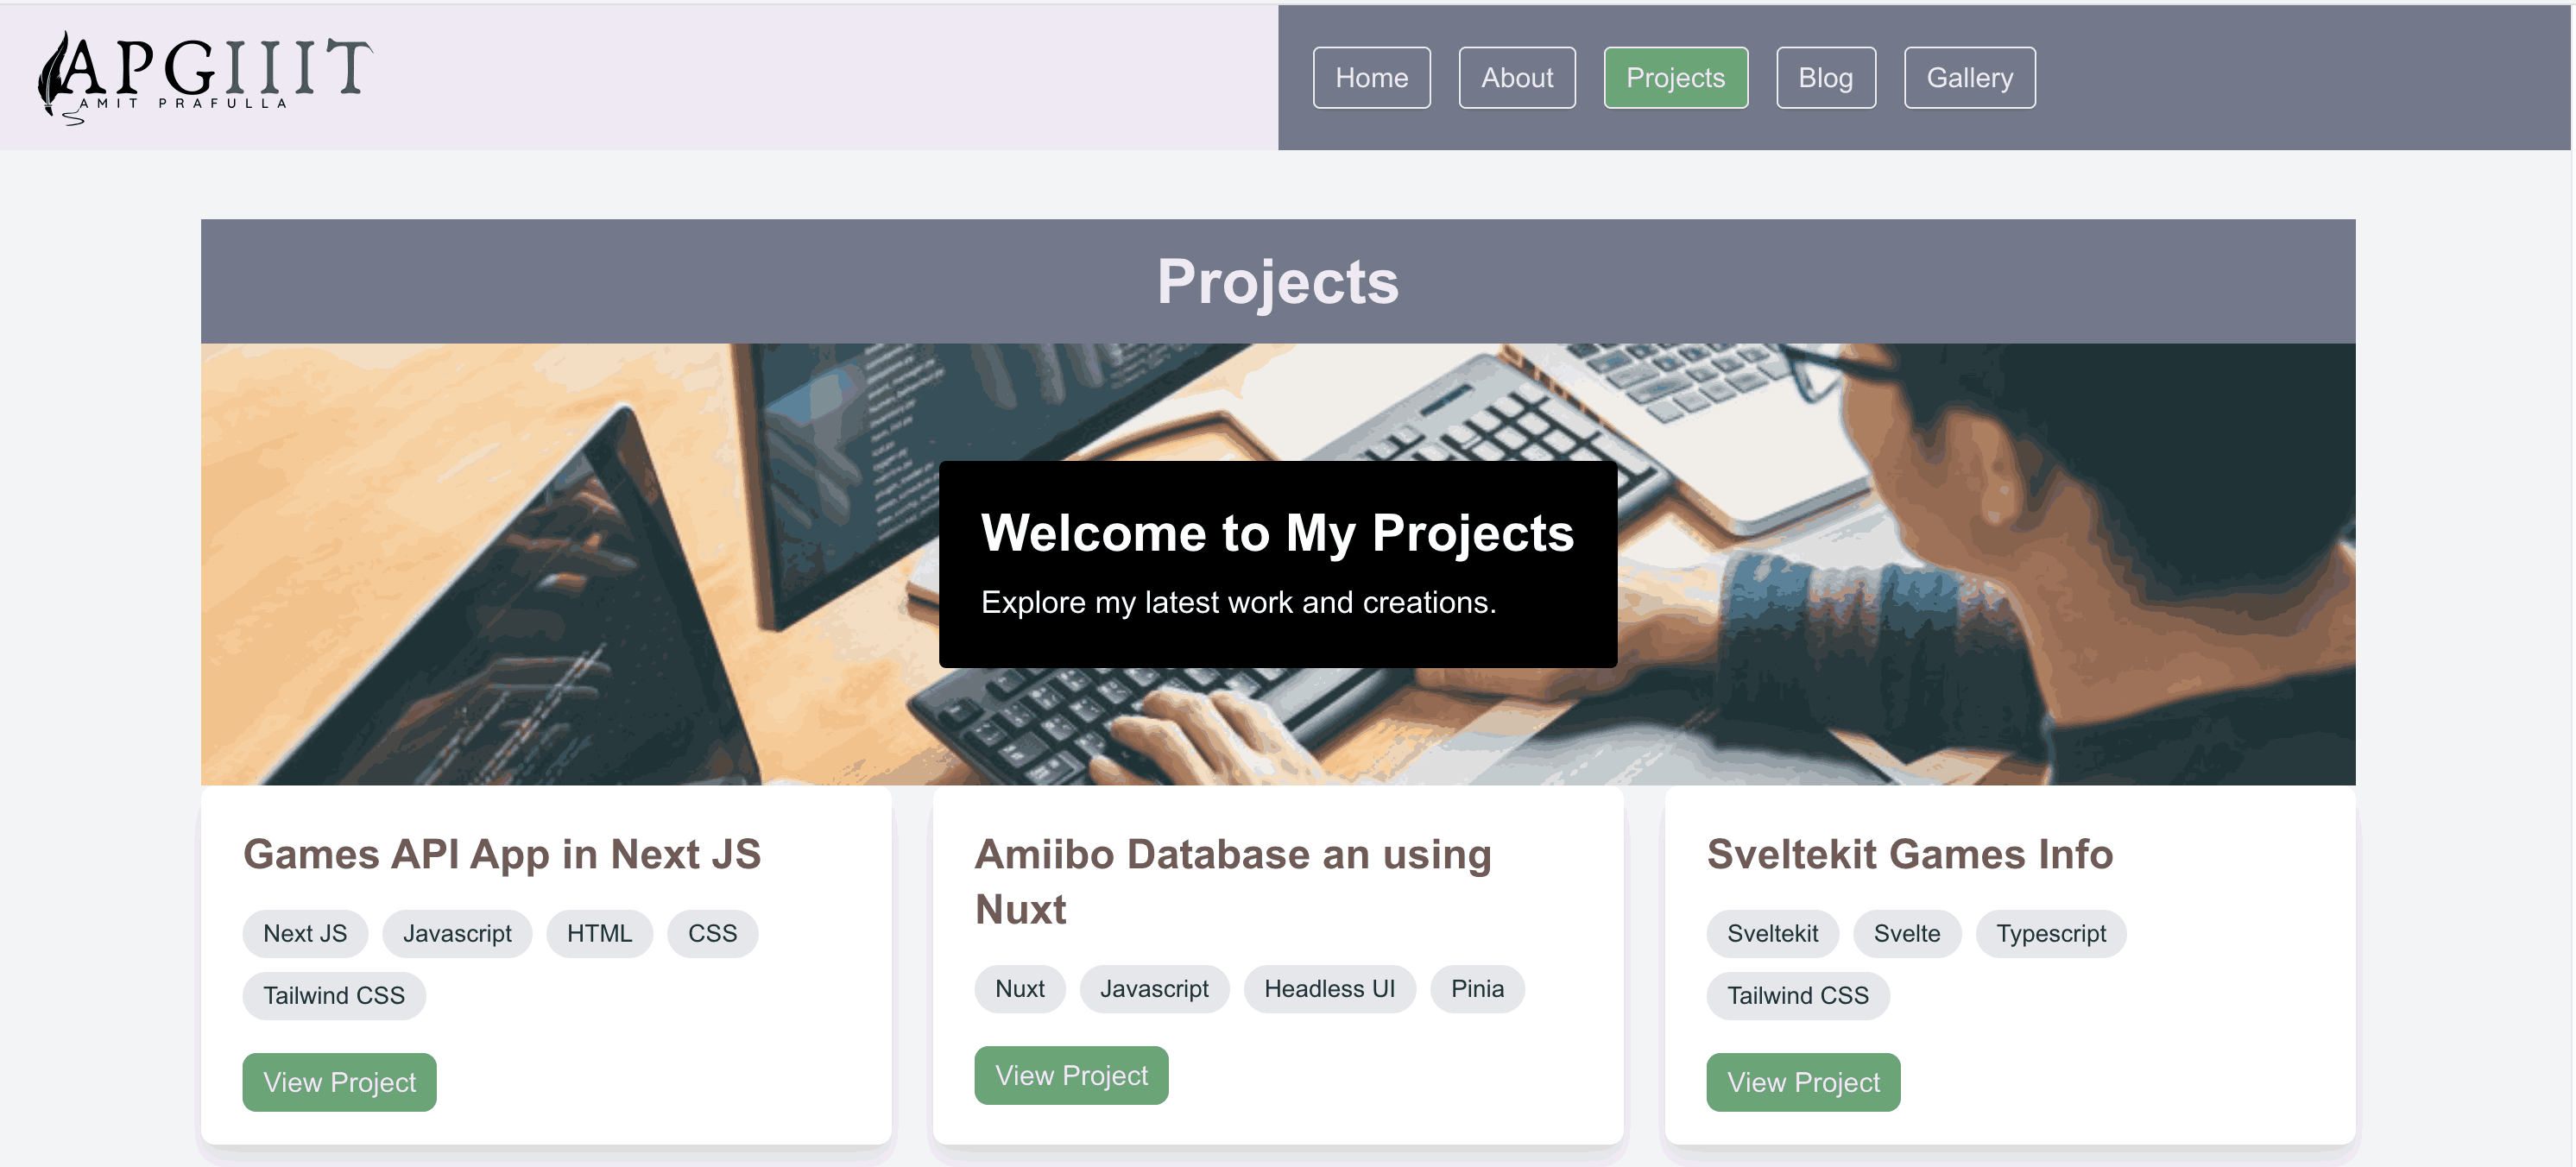 APGIIIT
AMIT PRAFULLA
Home About Projects Blog Gallery
Projects
Welcome to My Projects
Explore my latest work and creations.
Games API App in Next JS
Next JS Javascript HTML CSS
Tailwind CSS
View Project
Amiibo Database an using
Nuxt
Nuxt Javascript Headless UI Pinia
View Project
Sveltekit Games Info
Sveltekit Svelte Typescript
Tailwind CSS
View Project